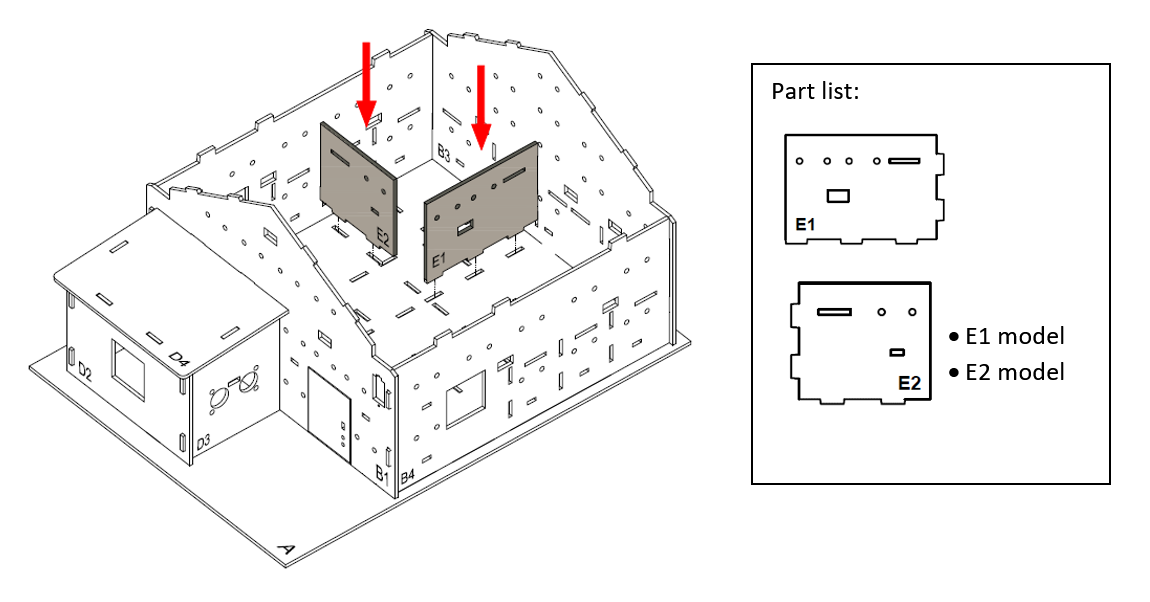 B3
E2
E1
D4
D2
D3
B1
B4
A
Part list:
E1
E2
• E1 model
• E2 model